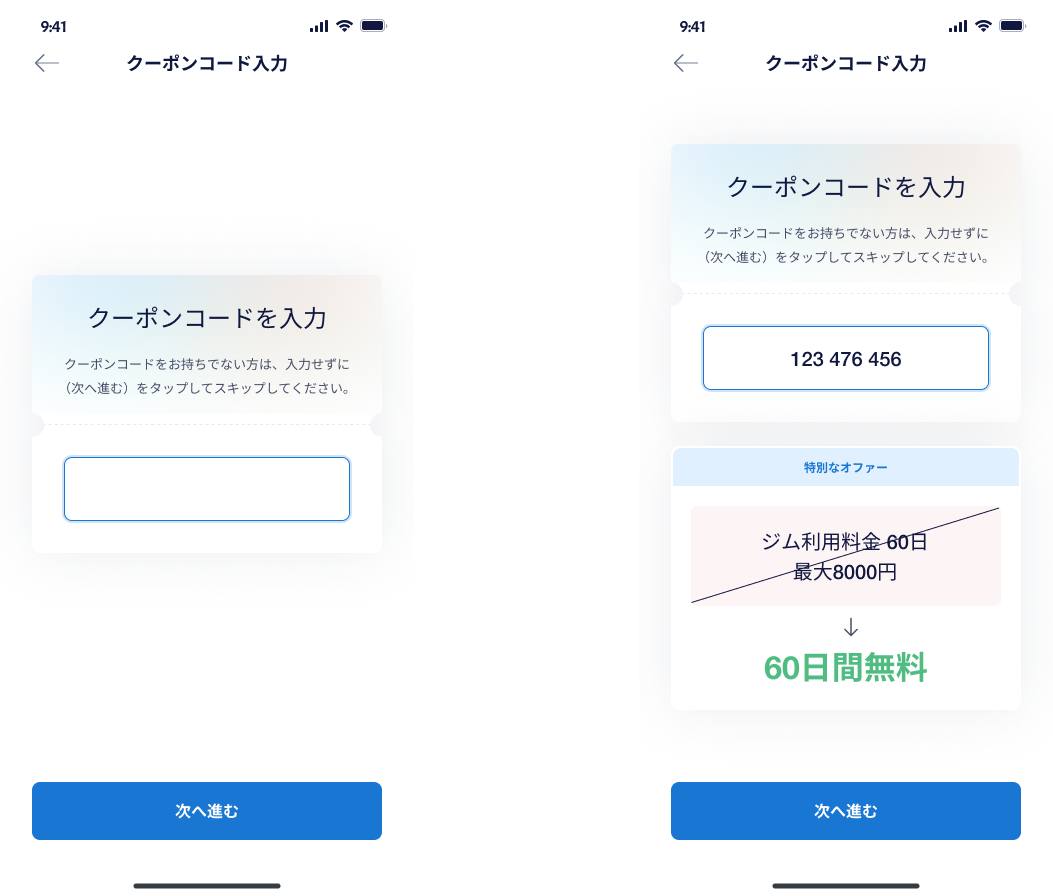 9:41
クーポンコード入力
クーポンコードを入力
クーポンコードをお持ちでない方は、入力せずに
（次へ進む）をタップしてスキップしてください。
次へ進む
9:41
クーポンコード入力
クーポンコードを入力
クーポンコードをお持ちでない方は、入力せずに
（次へ進む）をタップしてスキップしてください。
123 476 456
特別なオファー
ジム利用料金 60日
最大8000円
↓
60日間無料
次へ進む